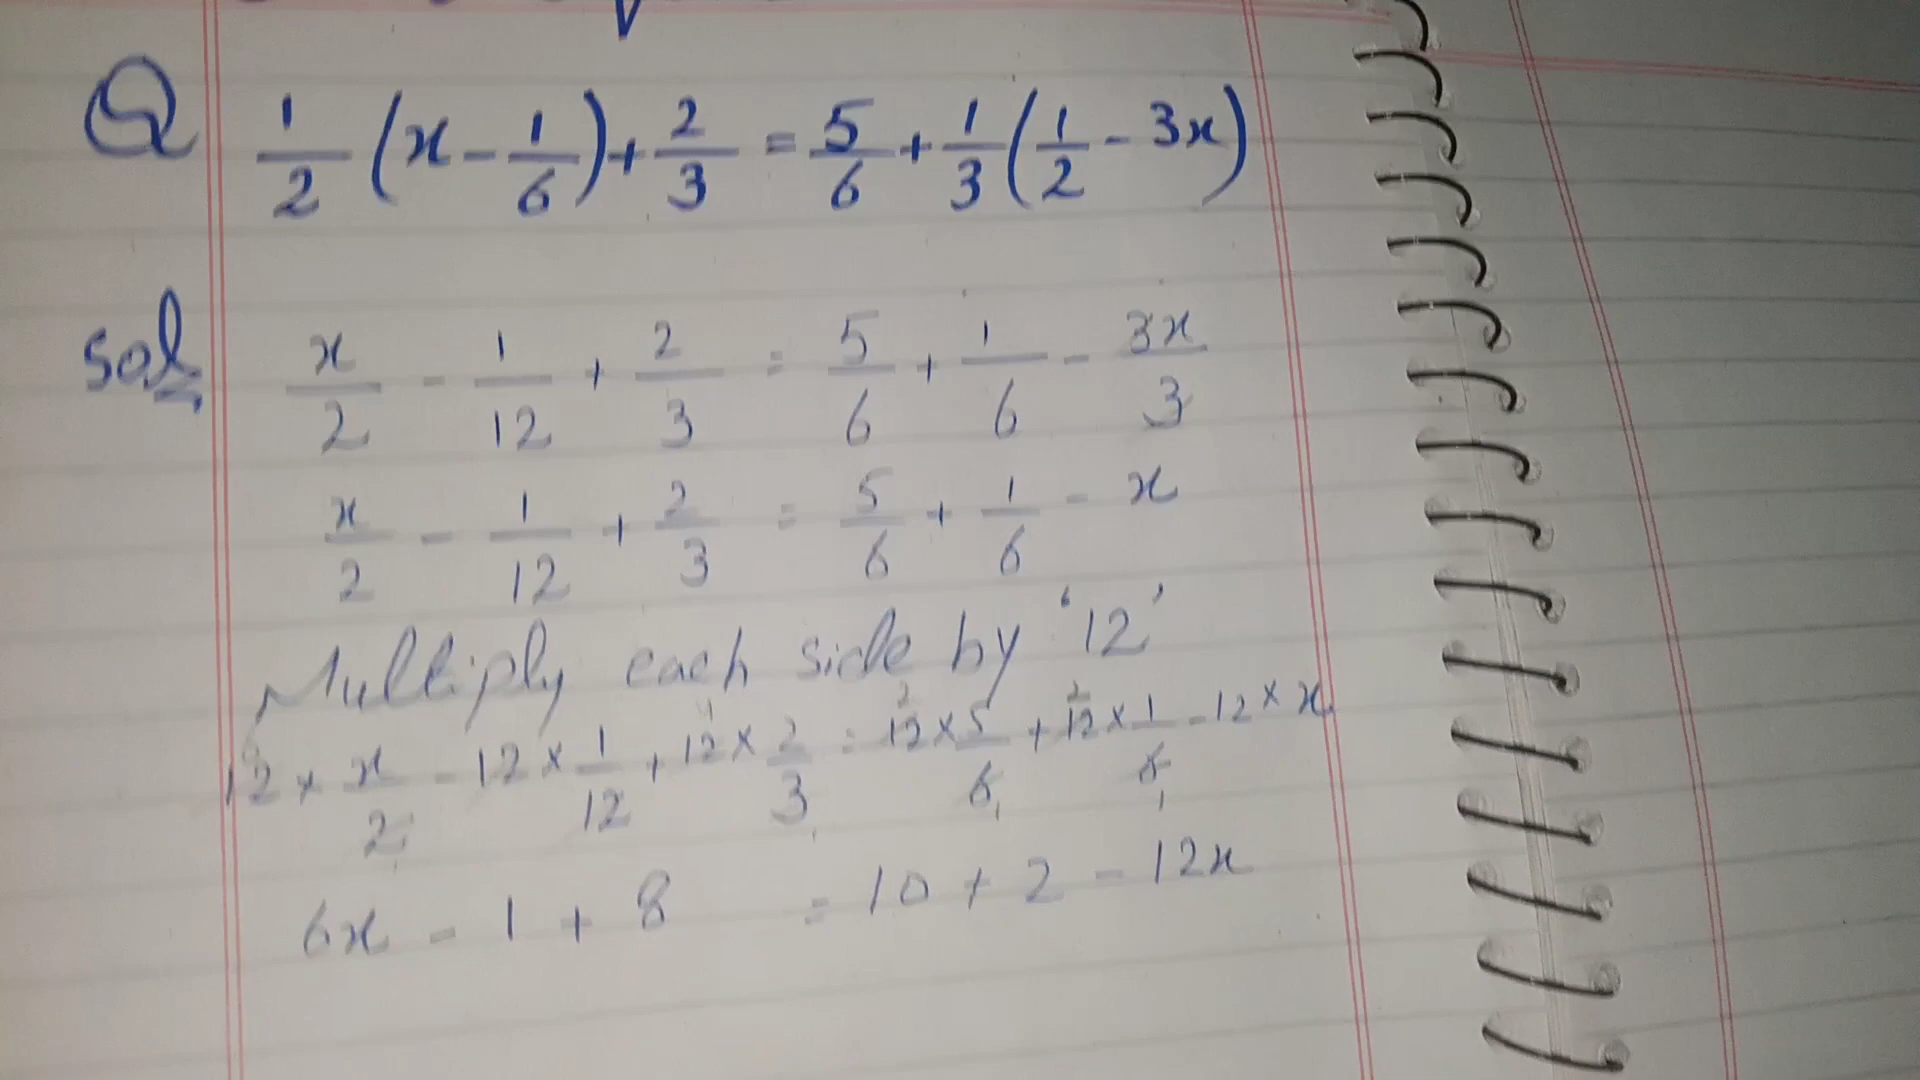 Q 1/2 (x - 1/6) + 2/3 = 5/6 + 1/3 (1/2 - 3x)
Sol x/2 - 1/12 + 2/3 = 5/6 + 1/6 - 3x/3
x/2 - 1/12 + 2/3 = 5/6 + 1/6 - x
Multiply each side by '12'
12 × x/2 - 12 × 1/12 + 12 × 2/3 = 12 × 5/6 + 12 × 1/6 - 12 × x
6x - 1 + 8 = 10 + 2 - 12x